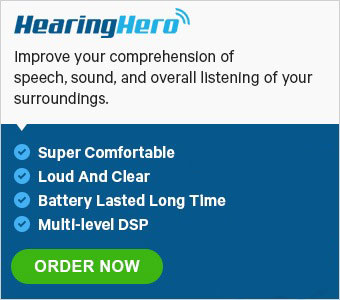 HearingHero
Improve your comprehension of
speech, sound, and overall listening of your
surroundings.
Super Comfortable
Loud And Clear
Battery Lasted Long Time
Multi-level DSP
ORDER NOW